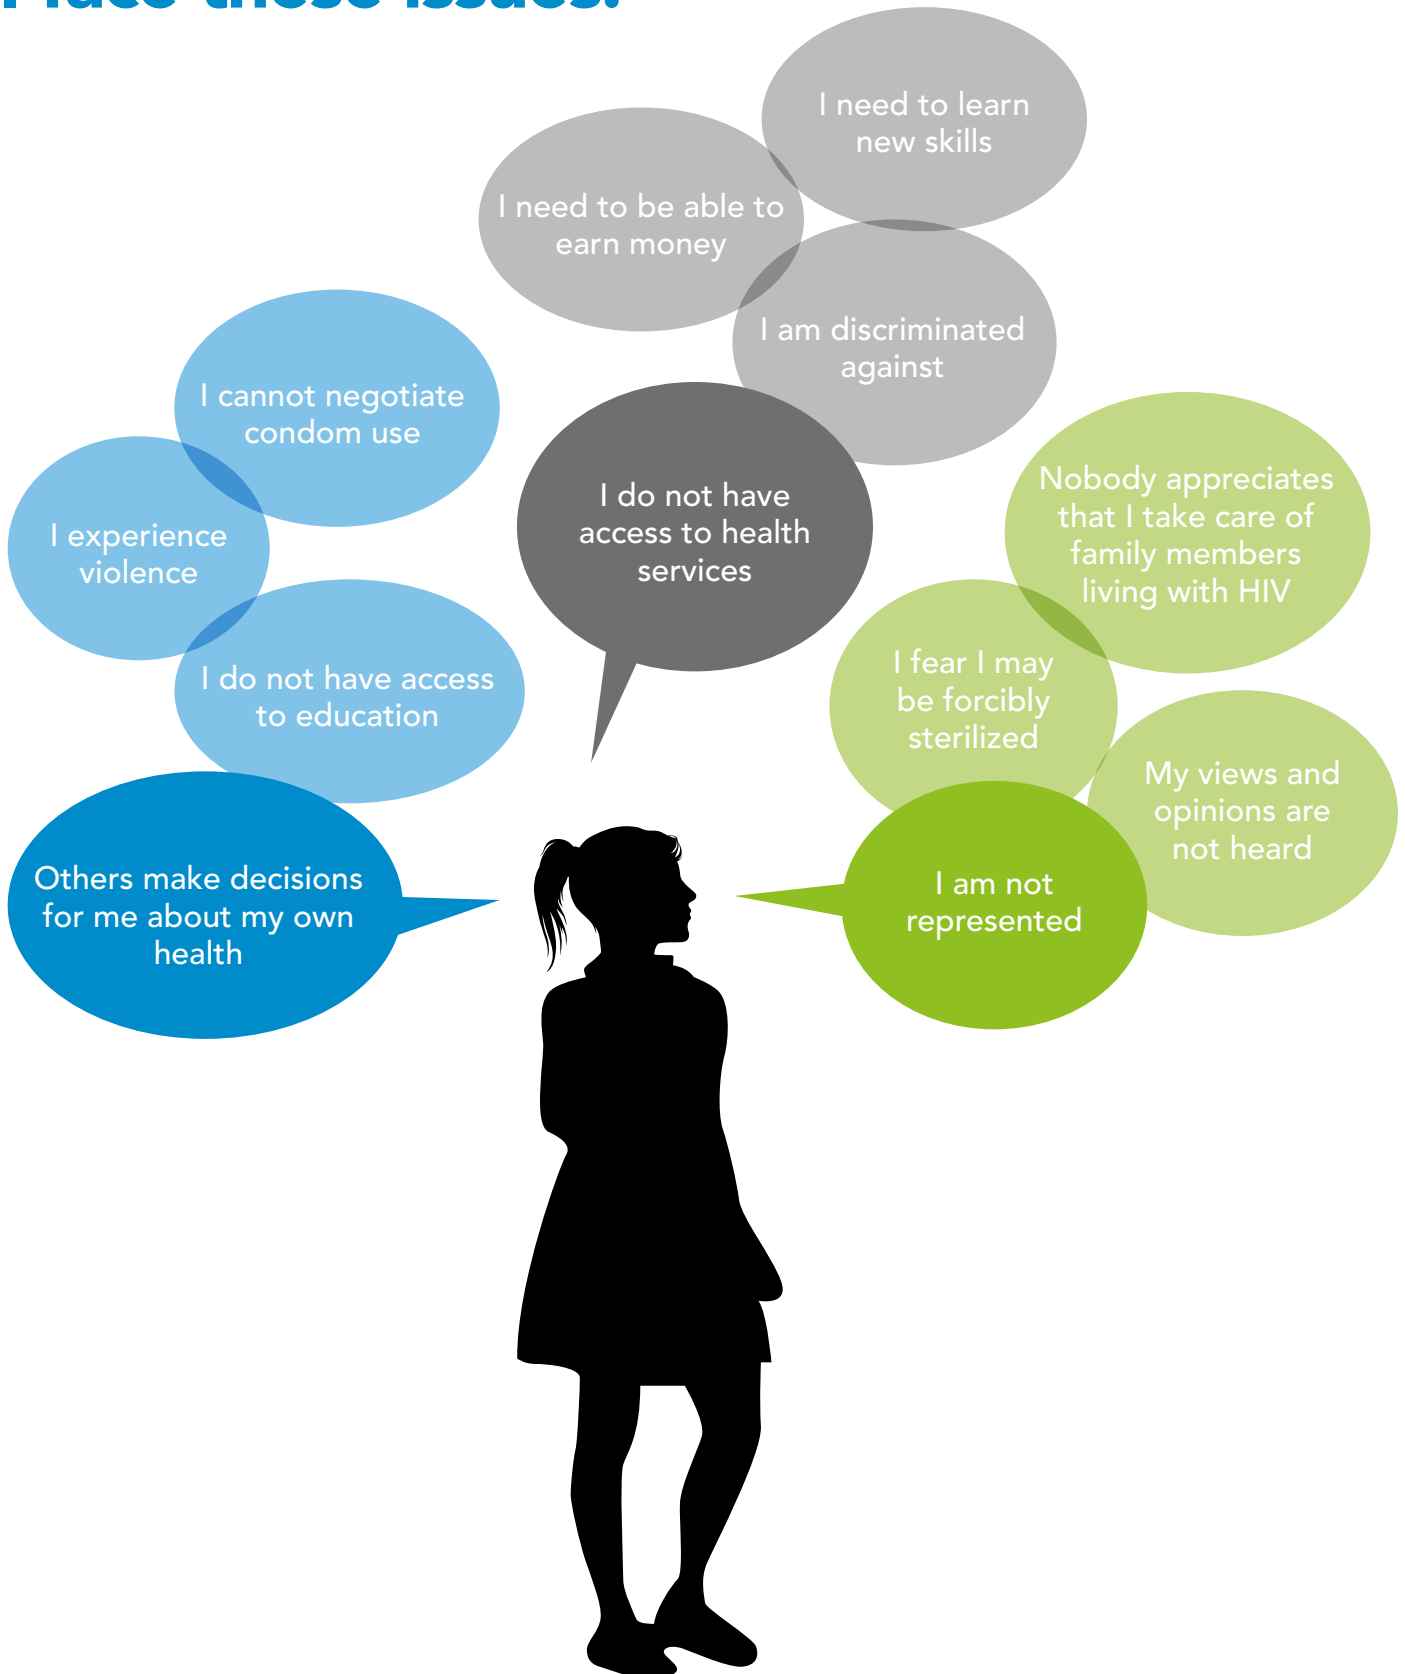 I face these issues:
I need to learn
new skills
I need to be able to
earn money
I am discriminated
against
I cannot negotiate
condom use
I experience
violence
I do not have access
to education
Others make decisions
for me about my own
health
I do not have
access to health
services
Nobody appreciates
that I take care of
family members
living with HIV
I fear I may
be forcibly
sterilized
My views and
opinions are
not heard
I am not
represented